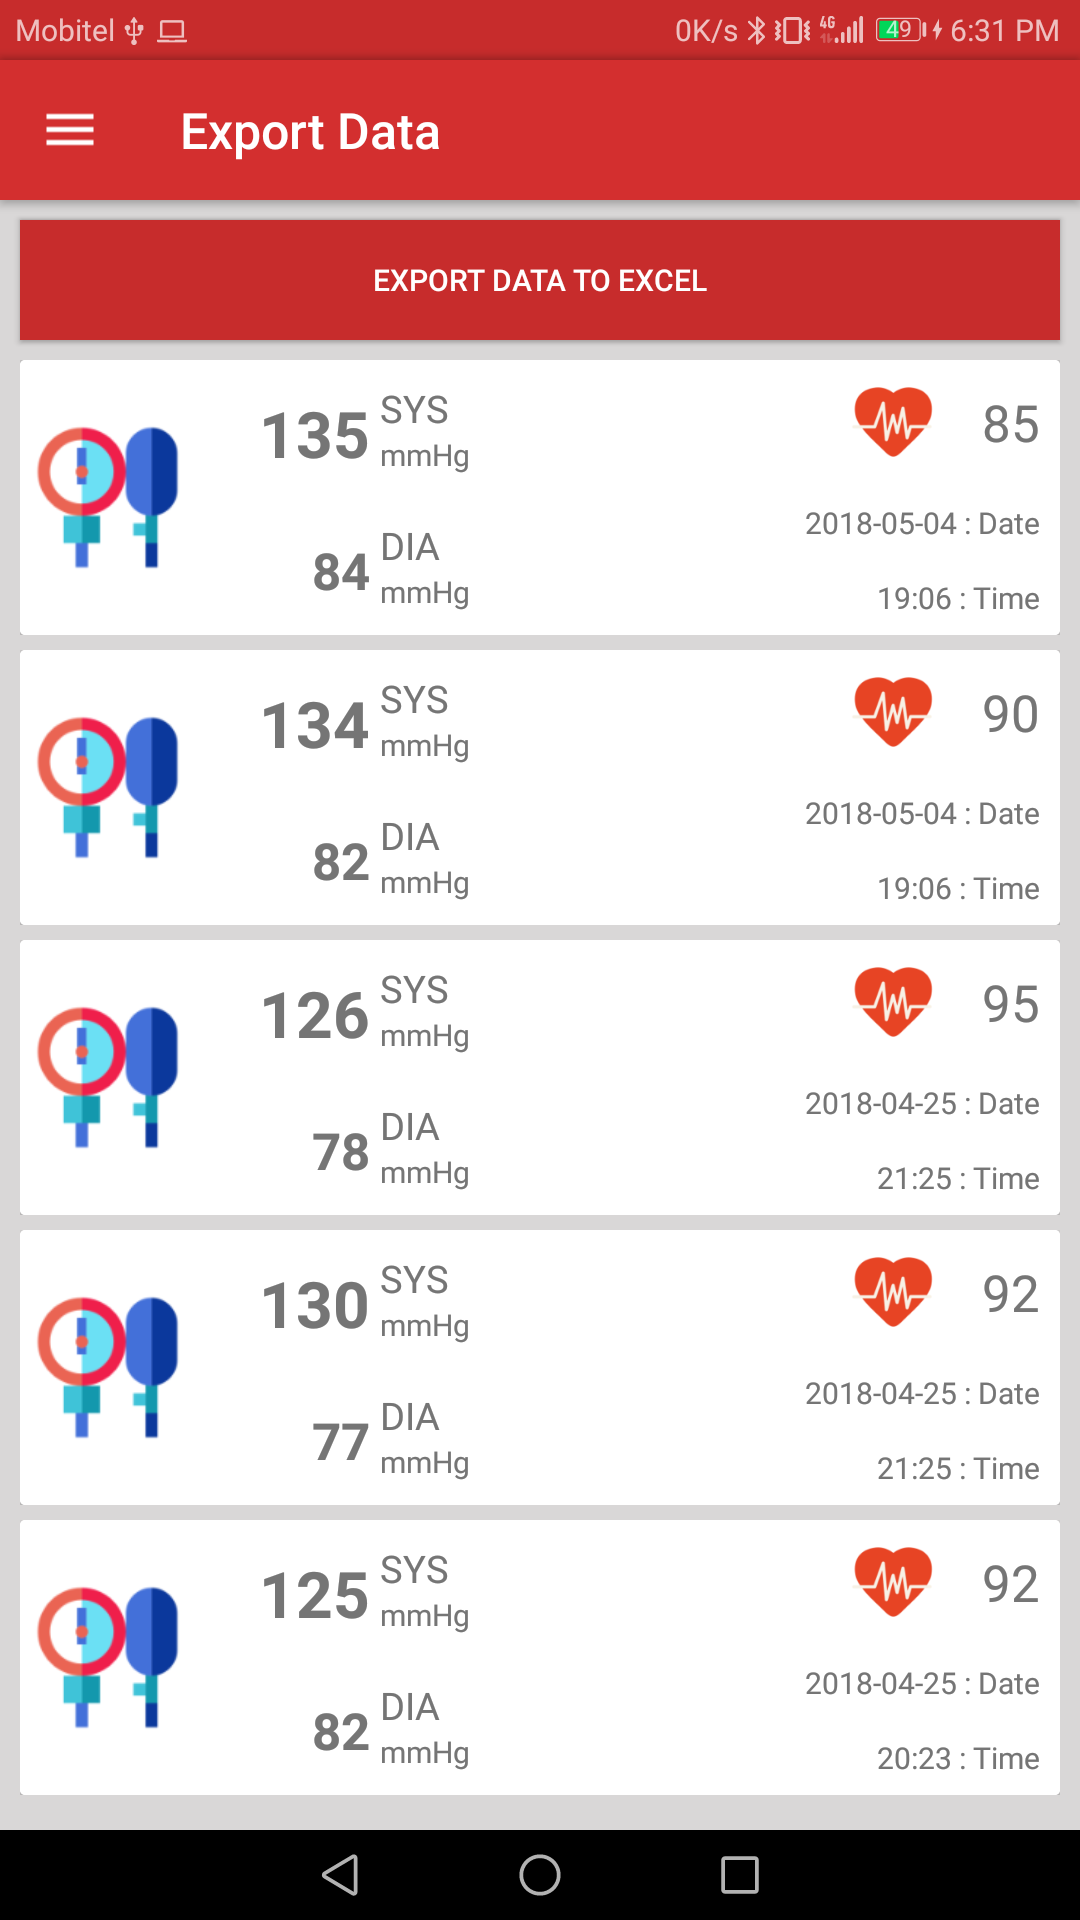 Mobitel 0K/s 4G 49 6:31 PM
Export Data
EXPORT DATA TO EXCEL
135 SYS mmHg 85
84 DIA mmHg 2018-05-04 : Date
19:06 : Time
134 SYS mmHg 90
82 DIA mmHg 2018-05-04 : Date
19:06 : Time
126 SYS mmHg 95
78 DIA mmHg 2018-04-25 : Date
21:25 : Time
130 SYS mmHg 92
77 DIA mmHg 2018-04-25 : Date
21:25 : Time
125 SYS mmHg 92
82 DIA mmHg 2018-04-25 : Date
20:23 : Time